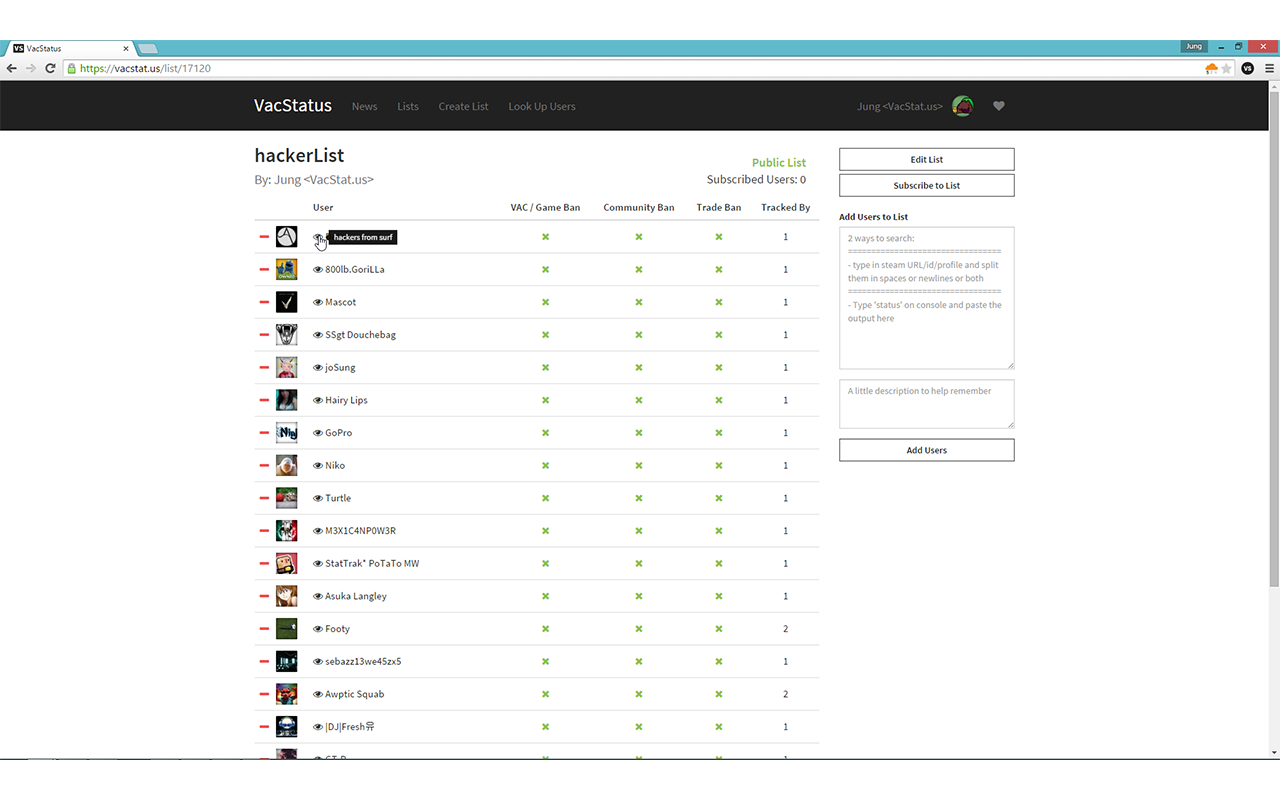 VS VacStatus
Jung
https://vacstat.us/list/17120
VS
VacStatus News Lists Create List Look Up Users Jung <VacStat.us>
hackerList
By: Jung <VacStat.us>
Public List
Subscribed Users: 0
User VAC / Game Ban Community Ban Trade Ban Tracked By
hackers from surf 1
800lb.GoriLLa 1
Mascot 1
SSgt Douchebag 1
joSung 1
Hairy Lips 1
GoPro 1
Niko 1
Turtle 1
M3X1C4NP0W3R 1
StatTrak* PoTaTo MW 1
Asuka Langley 1
Footy 2
sebazz13we45zx5 1
Awptic Squab 2
|DJ|Fresh유 1
Edit List
Subscribe to List
Add Users to List
2 ways to search:
================================
- type in steam URL/id/profile and split
them in spaces or newlines or both
================================
- Type 'status' on console and paste the
output here
A little description to help remember
Add Users